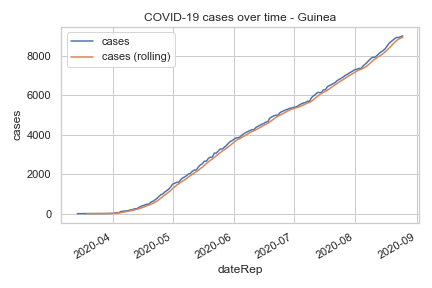 COVID-19 cases over time - Guinea
cases
cases (rolling)
8000
6000
4000
2000
0
cases
2020-04
2020-05
2020-06
2020-07
2020-08
2020-09
dateRep